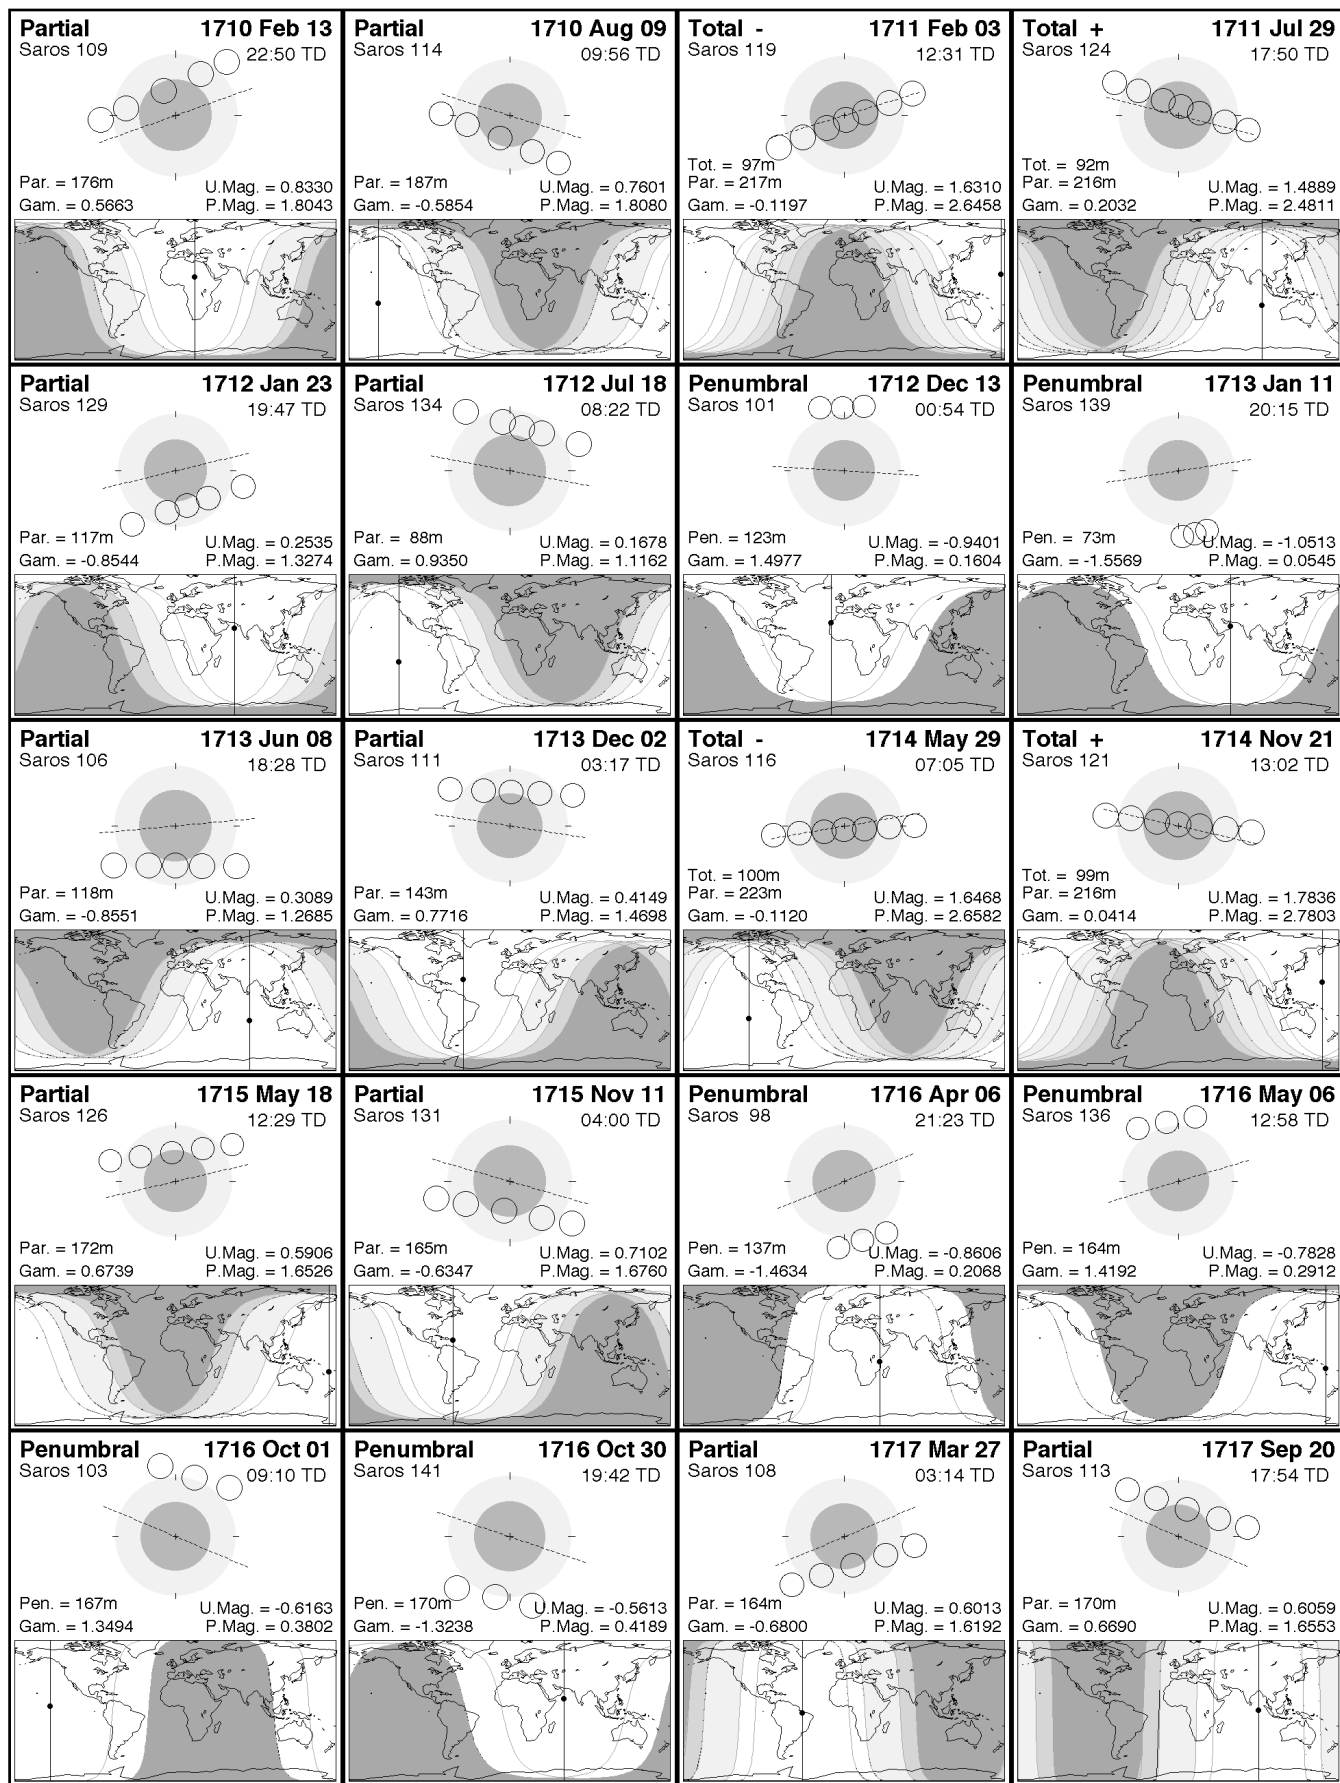 Partial 1710 Feb 13
Saros 109 22:50 TD
Par. = 176m U.Mag. = 0.8330
Gam. = 0.5663 P.Mag. = 1.8043
Partial 1710 Aug 09
Saros 114 09:56 TD
Par. = 187m U.Mag. = 0.7601
Gam. = -0.5854 P.Mag. = 1.8080
Total - 1711 Feb 03
Saros 119 12:31 TD
Tot. = 97m
Par. = 217m U.Mag. = 1.6310
Gam. = -0.1197 P.Mag. = 2.6458
Total + 1711 Jul 29
Saros 124 17:50 TD
Tot. = 92m
Par. = 216m U.Mag. = 1.4889
Gam. = 0.2032 P.Mag. = 2.4811
Partial 1712 Jan 23
Saros 129 19:47 TD
Par. = 117m U.Mag. = 0.2535
Gam. = -0.8544 P.Mag. = 1.3274
Partial 1712 Jul 18
Saros 134 08:22 TD
Par. = 88m U.Mag. = 0.1678
Gam. = 0.9350 P.Mag. = 1.1162
Penumbral 1712 Dec 13
Saros 101 00:54 TD
Pen. = 123m U.Mag. = -0.9401
Gam. = 1.4977 P.Mag. = 0.1604
Penumbral 1713 Jan 11
Saros 139 20:15 TD
Pen. = 73m U.Mag. = -1.0513
Gam. = -1.5569 P.Mag. = 0.0545
Partial 1713 Jun 08
Saros 106 18:28 TD
Par. = 118m U.Mag. = 0.3089
Gam. = -0.8551 P.Mag. = 1.2685
Partial 1713 Dec 02
Saros 111 03:17 TD
Par. = 143m U.Mag. = 0.4149
Gam. = 0.7716 P.Mag. = 1.4698
Total - 1714 May 29
Saros 116 07:05 TD
Tot. = 100m
Par. = 223m U.Mag. = 1.6468
Gam. = -0.1120 P.Mag. = 2.6582
Total + 1714 Nov 21
Saros 121 13:02 TD
Tot. = 99m
Par. = 216m U.Mag. = 1.7836
Gam. = 0.0414 P.Mag. = 2.7803
Partial 1715 May 18
Saros 126 12:29 TD
Par. = 172m U.Mag. = 0.5906
Gam. = 0.6739 P.Mag. = 1.6526
Partial 1715 Nov 11
Saros 131 04:00 TD
Par. = 165m U.Mag. = 0.7102
Gam. = -0.6347 P.Mag. = 1.6760
Penumbral 1716 Apr 06
Saros 98 21:23 TD
Pen. = 137m U.Mag. = -0.8606
Gam. = -1.4634 P.Mag. = 0.2068
Penumbral 1716 May 06
Saros 136 12:58 TD
Pen. = 164m U.Mag. = -0.7828
Gam. = 1.4192 P.Mag. = 0.2912
Penumbral 1716 Oct 01
Saros 103 09:10 TD
Pen. = 167m U.Mag. = -0.6163
Gam. = 1.3494 P.Mag. = 0.3802
Penumbral 1716 Oct 30
Saros 141 19:42 TD
Pen. = 170m U.Mag. = -0.5613
Gam. = -1.3238 P.Mag. = 0.4189
Partial 1717 Mar 27
Saros 108 03:14 TD
Par. = 164m U.Mag. = 0.6013
Gam. = -0.6800 P.Mag. = 1.6192
Partial 1717 Sep 20
Saros 113 17:54 TD
Par. = 170m U.Mag. = 0.6059
Gam. = 0.6690 P.Mag. = 1.6553